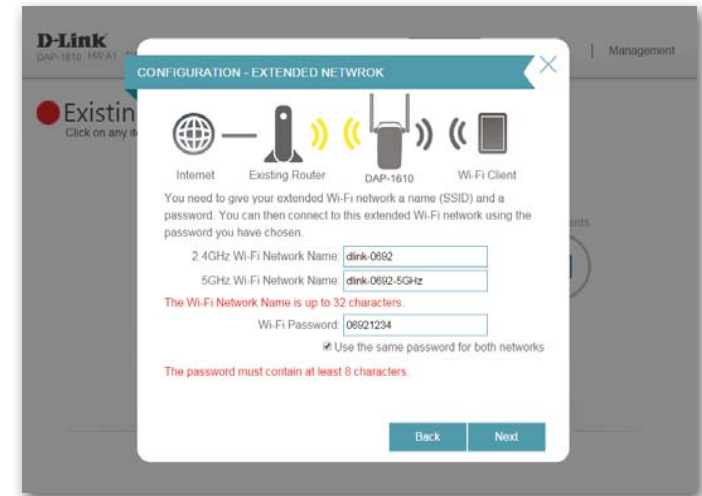 D-Link
DAP-1610 HW:A1
Management
CONFIGURATION - EXTENDED NETWROK
Existin
Click on any
Internet Existing Router DAP-1610 Wi-Fi Client
You need to give your extended Wi-Fi network a name (SSID) and a
password. You can then connect to this extended Wi-Fi network using the
password you have chosen.
2.4GHz Wi-Fi Network Name: dlink-0692
5GHz Wi-Fi Network Name: dlink-0692-5GHz
The Wi-Fi Network Name is up to 32 characters.
Wi-Fi Password: 06921234
Use the same password for both networks
The password must contain at least 8 characters.
Back Next